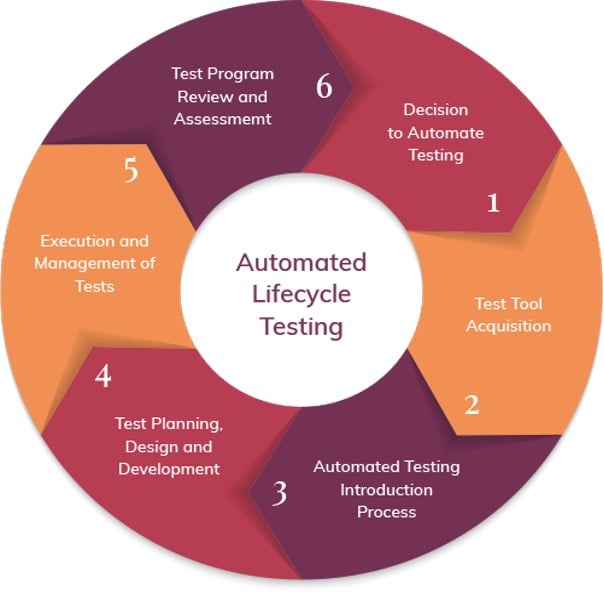 Decision
to Automate
Testing
1
Test Tool
Acquisition
2
Automated Testing
Introduction
Process
3
Test Planning,
Design and
Development
4
Execution and
Management of
Tests
5
Test Program
Review and
Assessmemt
6
Automated
Lifecycle
Testing